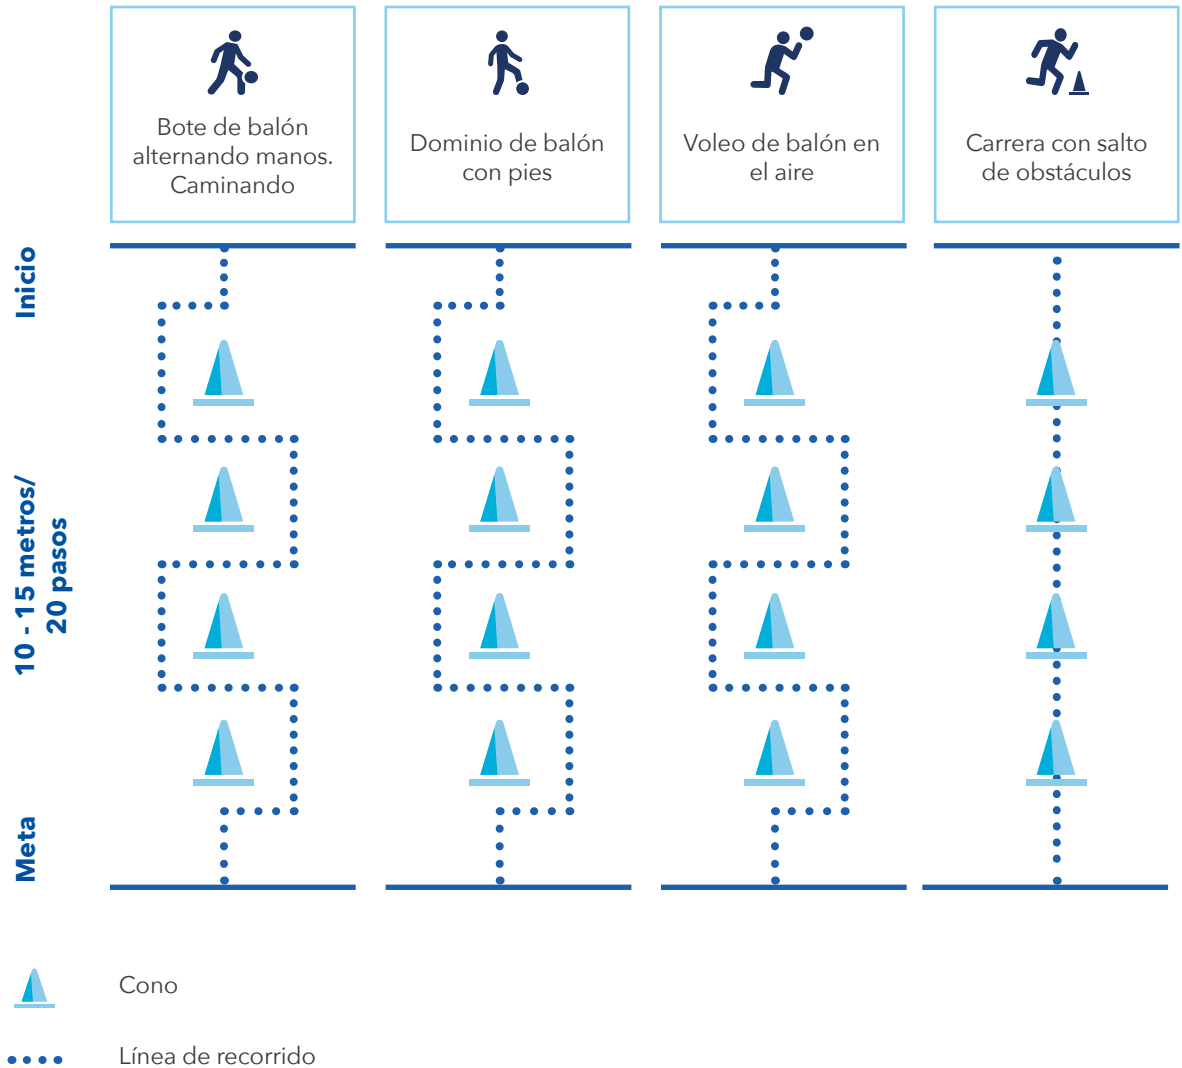 Bote de balón
alternando manos.
Caminando
Dominio de balón
con pies
Voleo de balón en
el aire
Carrera con salto
de obstáculos
Inicio
10 - 15 metros/
20 pasos
Meta
Cono
Línea de recorrido